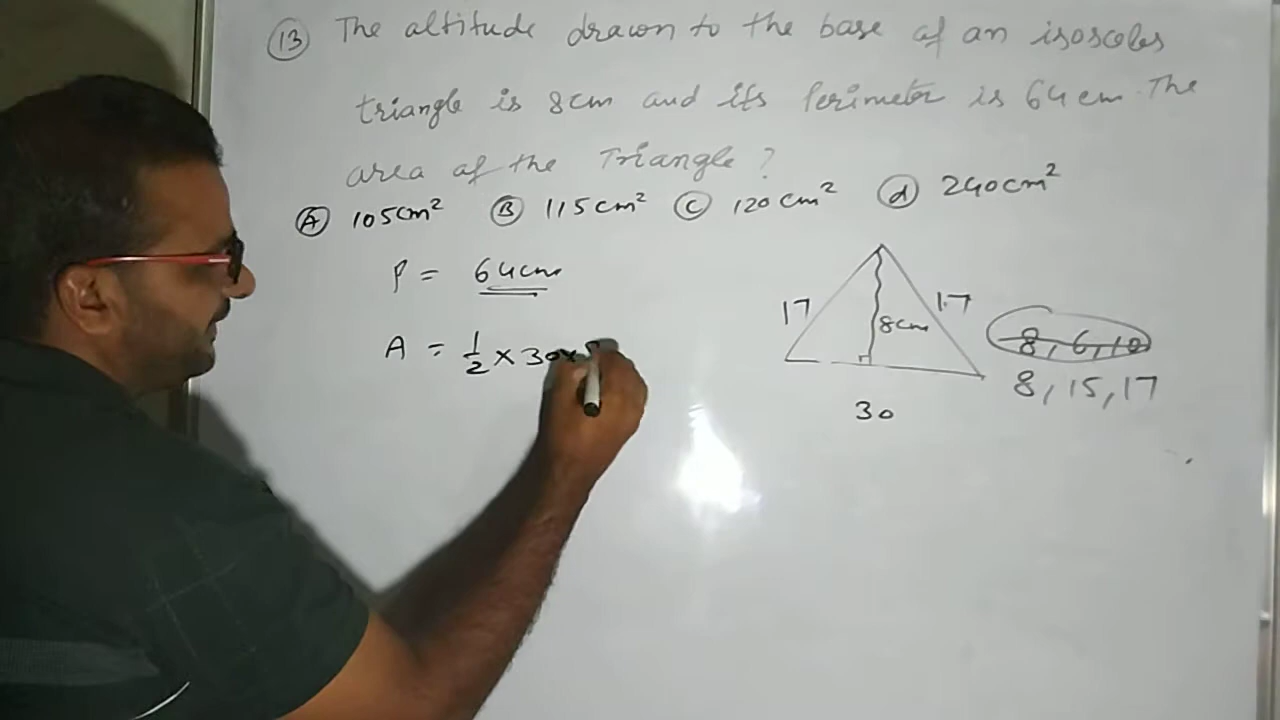 13 The altitude drawn to the base of an isosceles
triangle is 8cm and its Perimeter is 64cm. The
area of the Triangle?
A 105cm² B 115cm² C 120cm² d 240cm²
P = 64cm
A = 1/2 × 30 ×
17
17
8cm
30
8, 6, 10
8, 15, 17